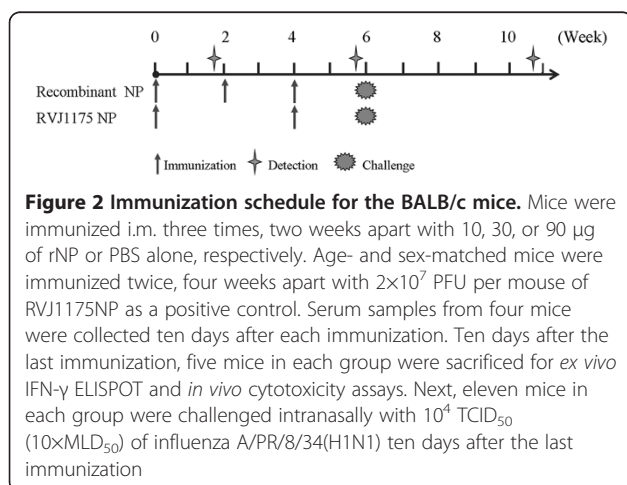 0 2 4 6 8 10 (Week)
Recombinant NP
RVJ1175 NP
Immunization Detection Challenge
Figure 2 Immunization schedule for the BALB/c mice. Mice were
immunized i.m. three times, two weeks apart with 10, 30, or 90 μg
of rNP or PBS alone, respectively. Age- and sex-matched mice were
immunized twice, four weeks apart with 2×10⁷ PFU per mouse of
RVJ1175NP as a positive control. Serum samples from four mice
were collected ten days after each immunization. Ten days after the
last immunization, five mice in each group were sacrificed for ex vivo
IFN-γ ELISPOT and in vivo cytotoxicity assays. Next, eleven mice in
each group were challenged intranasally with 10⁴ TCID₅₀
(10×MLD₅₀) of influenza A/PR/8/34(H1N1) ten days after the last
immunization